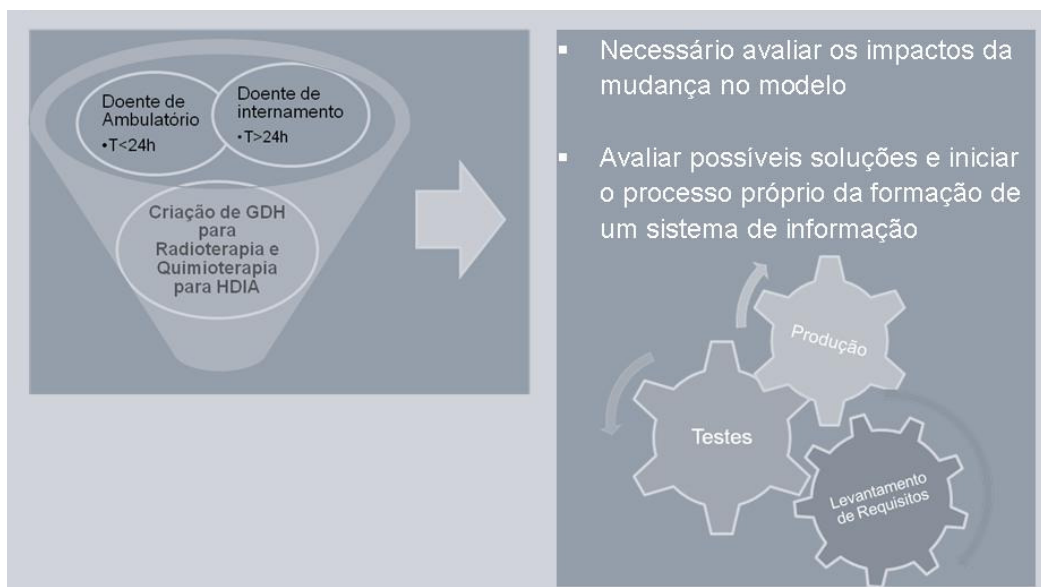 Doente de
Ambulatório
•T<24h
Doente de
internamento
•T>24h
Criação de GDH
para
Radioterapia e
Quimioterapia
para HDIA
▪ Necessário avaliar os impactos da
mudança no modelo
▪ Avaliar possíveis soluções e iniciar
o processo próprio da formação de
um sistema de informação
Produção
Testes
Levantamento
de Requisitos